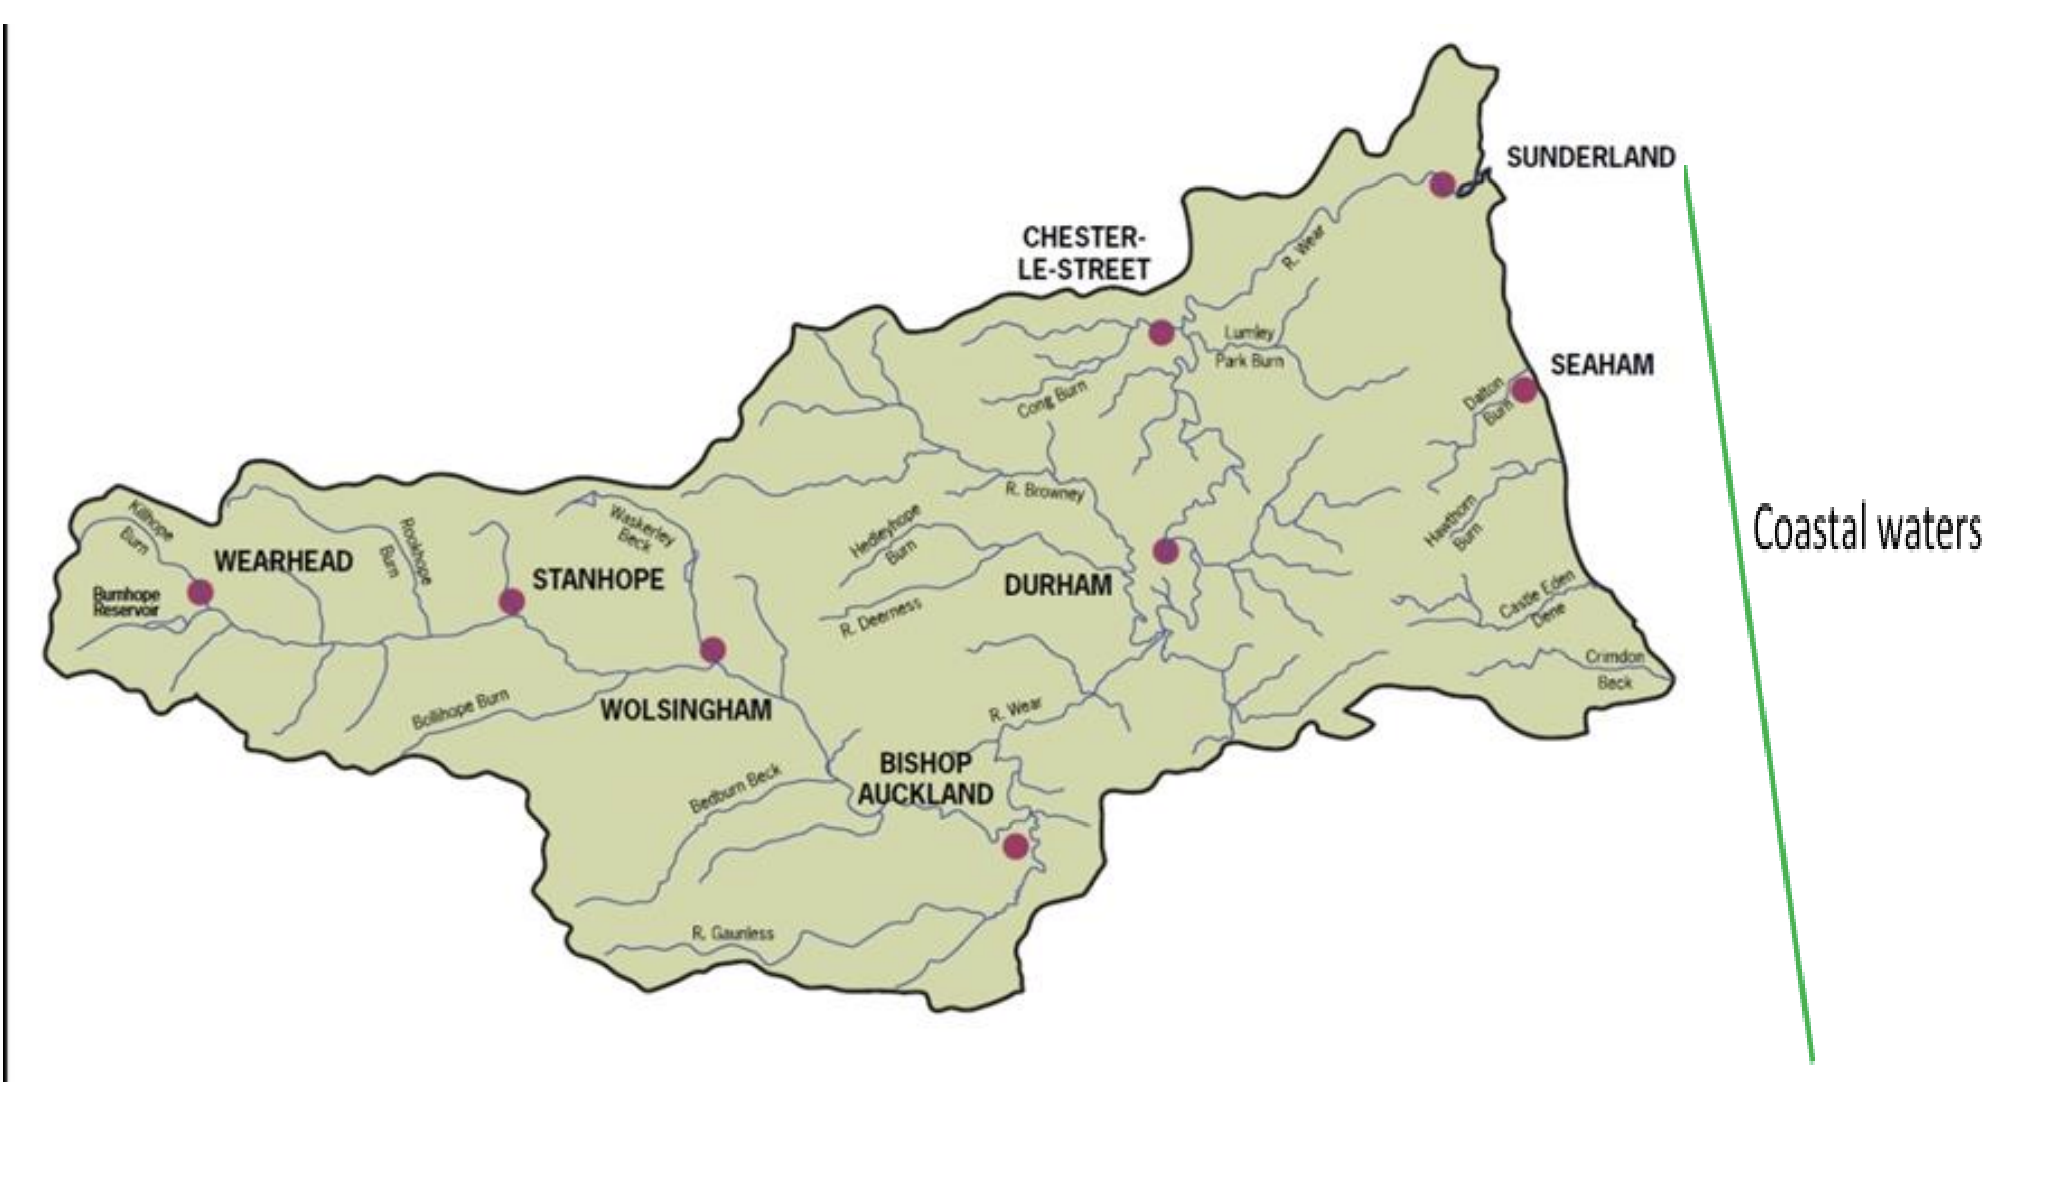 SUNDERLAND
CHESTER-
LE-STREET
R. Wear
Lumley
Park Burn
SEAHAM
Dalton
Burn
Cong Burn
Coastal waters
R. Browney
Hawthorn
Burn
Killhope
Burn
WEARHEAD
Rookhope
Burn
Waskerley
Beck
Hedleyhope
Burn
STANHOPE
DURHAM
Burnhope
Reservoir
R. Deerness
Castle Eden
Dene
Crimdon
Beck
Bollihope Burn
WOLSINGHAM
R. Wear
BISHOP
AUCKLAND
Bedburn Beck
R. Gaunless